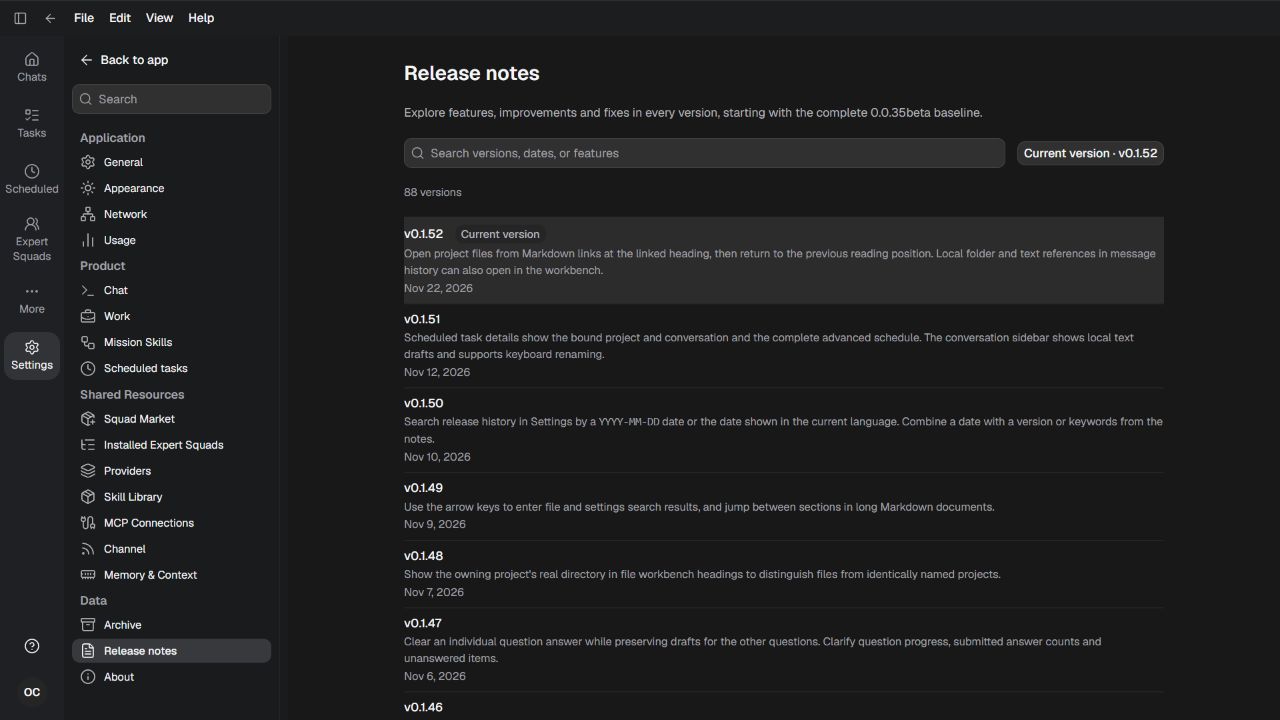 File Edit View Help
Chats
Tasks
Scheduled
Expert
Squads
More
Settings
OC
Back to app
Search
Application
General
Appearance
Network
Usage
Product
Chat
Work
Mission Skills
Scheduled tasks
Shared Resources
Squad Market
Installed Expert Squads
Providers
Skill Library
MCP Connections
Channel
Memory & Context
Data
Archive
Release notes
About
Release notes
Explore features, improvements and fixes in every version, starting with the complete 0.0.35beta baseline.
Search versions, dates, or features
Current version · v0.1.52
88 versions
v0.1.52 Current version
Open project files from Markdown links at the linked heading, then return to the previous reading position. Local folder and text references in message
history can also open in the workbench.
Nov 22, 2026
v0.1.51
Scheduled task details show the bound project and conversation and the complete advanced schedule. The conversation sidebar shows local text
drafts and supports keyboard renaming.
Nov 12, 2026
v0.1.50
Search release history in Settings by a YYYY-MM-DD date or the date shown in the current language. Combine a date with a version or keywords from the
notes.
Nov 10, 2026
v0.1.49
Use the arrow keys to enter file and settings search results, and jump between sections in long Markdown documents.
Nov 9, 2026
v0.1.48
Show the owning project's real directory in file workbench headings to distinguish files from identically named projects.
Nov 7, 2026
v0.1.47
Clear an individual question answer while preserving drafts for the other questions. Clarify question progress, submitted answer counts and
unanswered items.
Nov 6, 2026
v0.1.46